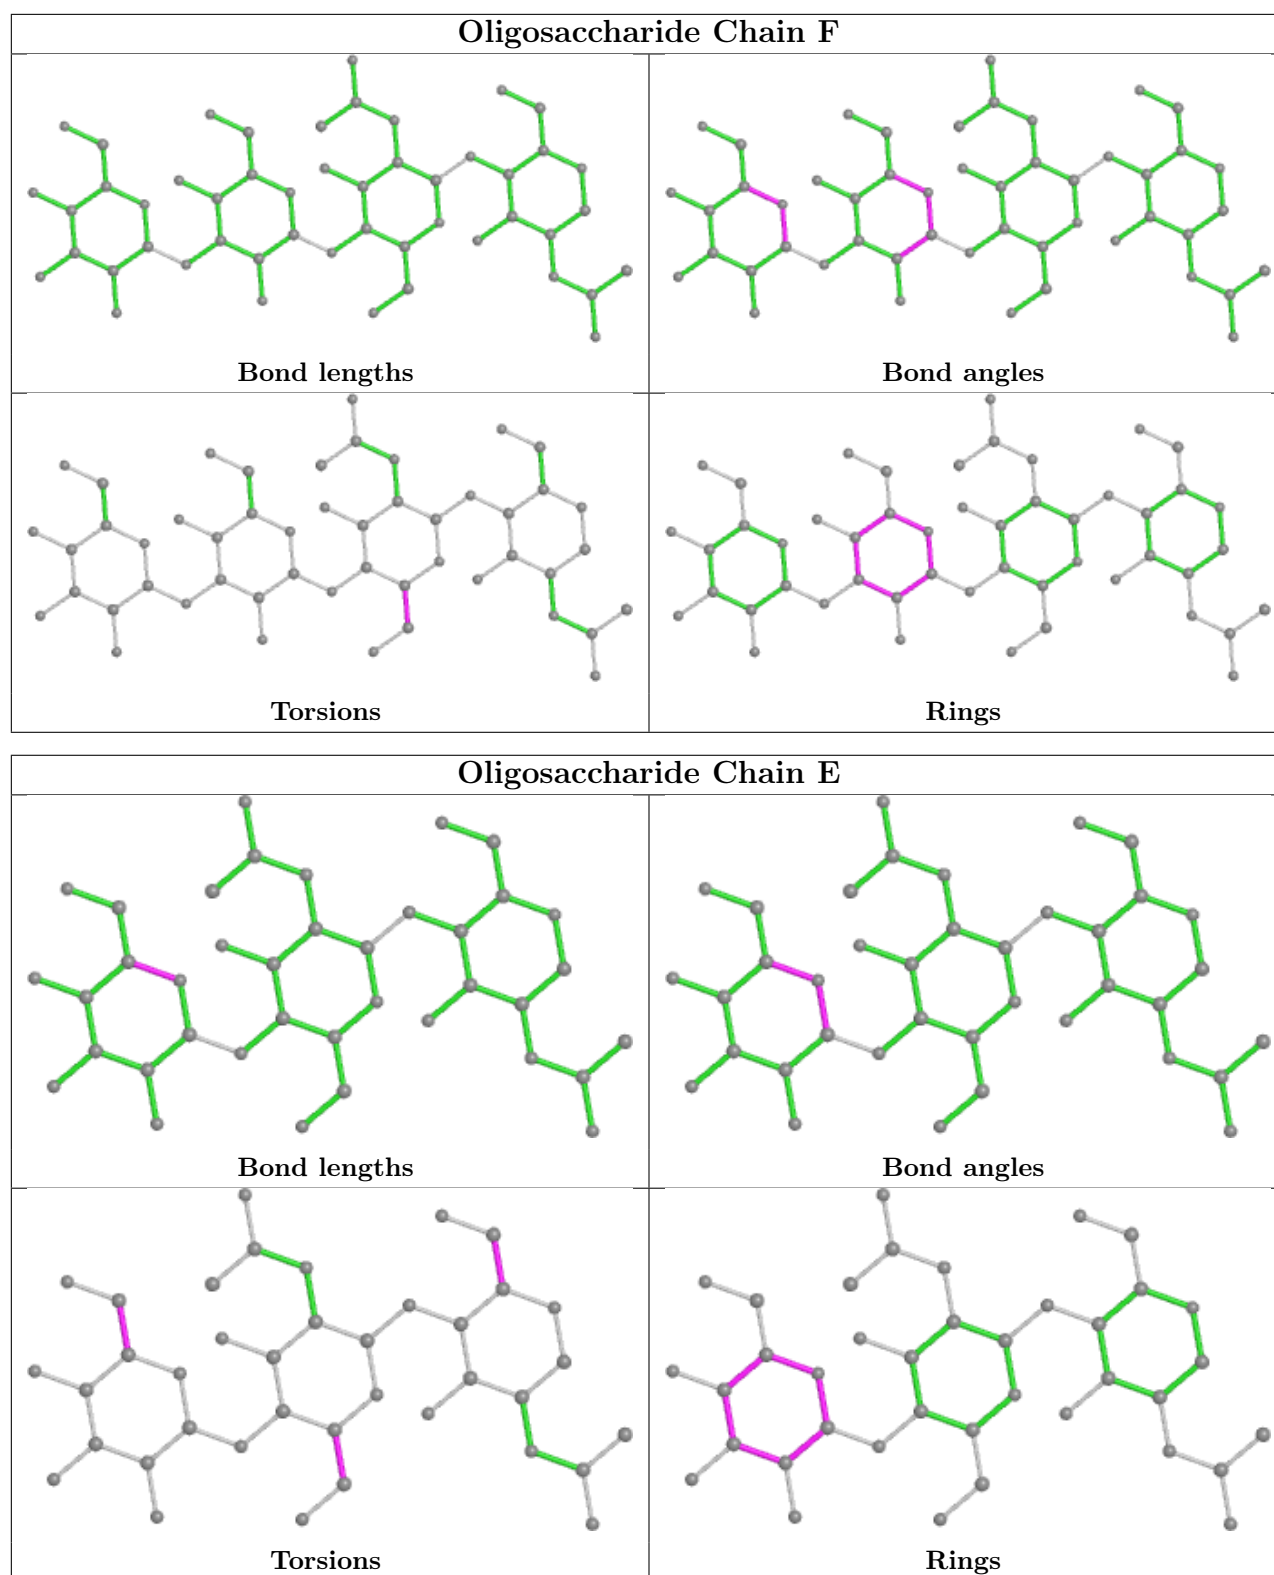 Oligosaccharide Chain F
Bond lengths
Bond angles
Torsions
Rings
Oligosaccharide Chain E
Bond lengths
Bond angles
Torsions
Rings